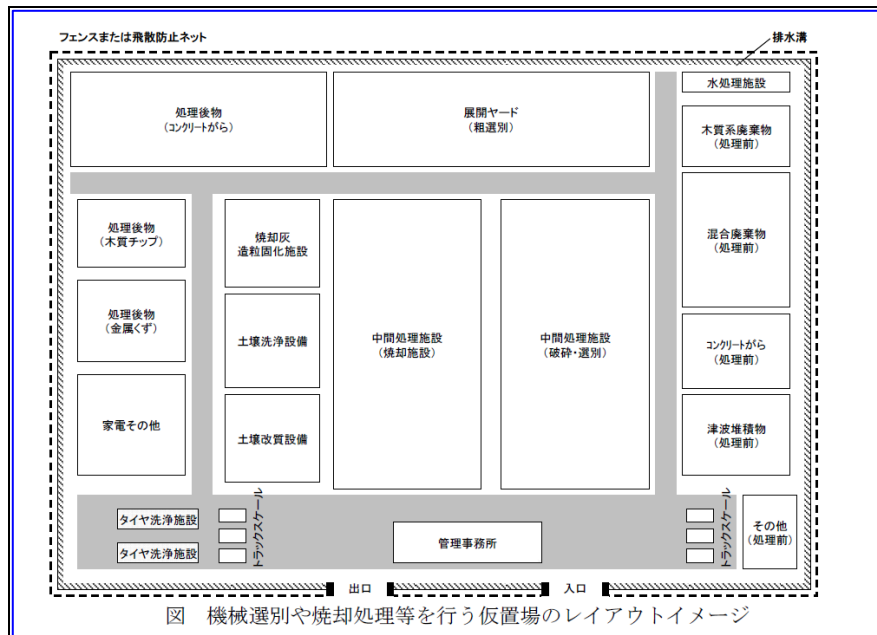 フェンスまたは飛散防止ネット
排水溝
処理後物
(コンクリートがら)
展開ヤード
(粗選別)
水処理施設
木質系廃棄物
(処理前)
処理後物
(木質チップ)
焼却灰
造粒固化施設
混合廃棄物
(処理前)
処理後物
(金属くず)
土壌洗浄設備
中間処理施設
(焼却施設)
中間処理施設
(破砕・選別)
コンクリートがら
(処理前)
家電その他
土壌改質設備
津波堆積物
(処理前)
タイヤ洗浄施設
タイヤ洗浄施設
トラックスケール
管理事務所
トラックスケール
その他
(処理前)
出口
入口
図 機械選別や焼却処理等を行う仮置場のレイアウトイメージ